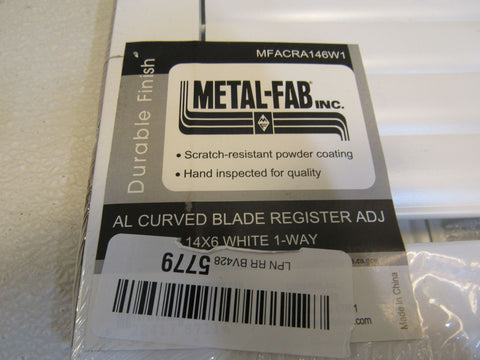 MFACRA146W1
Durable Finish
METAL-FAB INC.
• Scratch-resistant powder coating
• Hand inspected for quality
AL CURVED BLADE REGISTER ADJ
14X6 WHITE 1-WAY
LPN RR BV428 5779
Made in China
.com